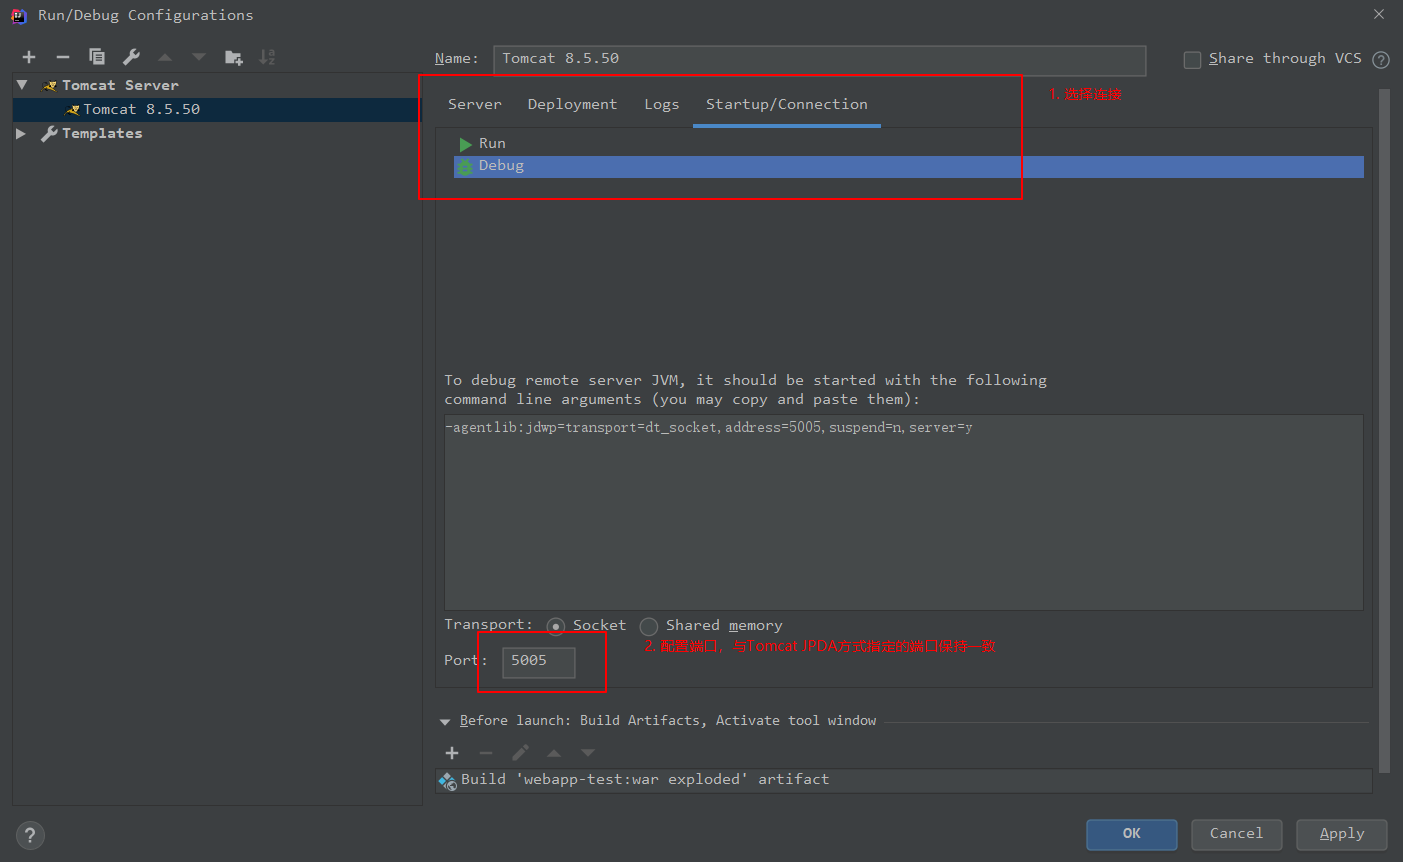 Run/Debug Configurations
Name: Tomcat 8.5.50
Share through VCS
?
Tomcat Server
Tomcat 8.5.50
Templates
Server Deployment Logs Startup/Connection
1. 选择连接
Run
Debug
To debug remote server JVM, it should be started with the following
command line arguments (you may copy and paste them):
-agentlib:jdwp=transport=dt_socket,address=5005,suspend=n,server=y
Transport: Socket Shared memory
2. 配置端口，与Tomcat JPDA方式指定的端口保持一致
Port: 5005
Before launch: Build Artifacts, Activate tool window
Build 'webapp-test:war exploded' artifact
?
OK Cancel Apply